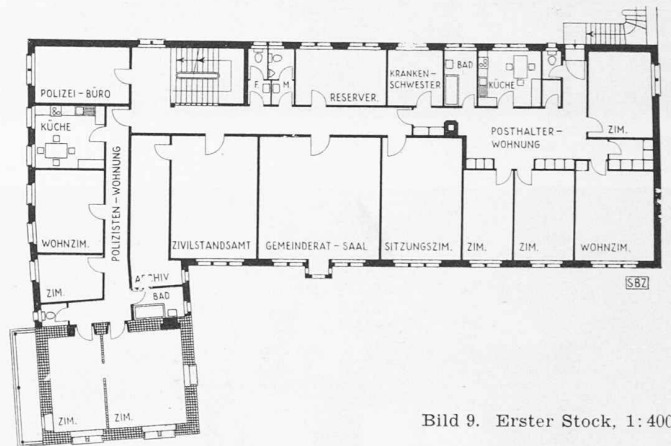 POLIZEI-BÜRO
F.
M.
RESERVER.
KRANKEN-
SCHWESTER
BAD
KÜCHE
KÜCHE
POSTHALTER-
WOHNUNG
ZIM.
POLIZISTEN-WOHNUNG
WOHNZIM.
ZIVILSTANDSAMT
GEMEINDERAT-SAAL
SITZUNGSZIM.
ZIM.
ZIM.
WOHNZIM.
ZIM.
ARCHIV
BAD
SBZ
ZIM.
ZIM.
Bild 9. Erster Stock, 1:400